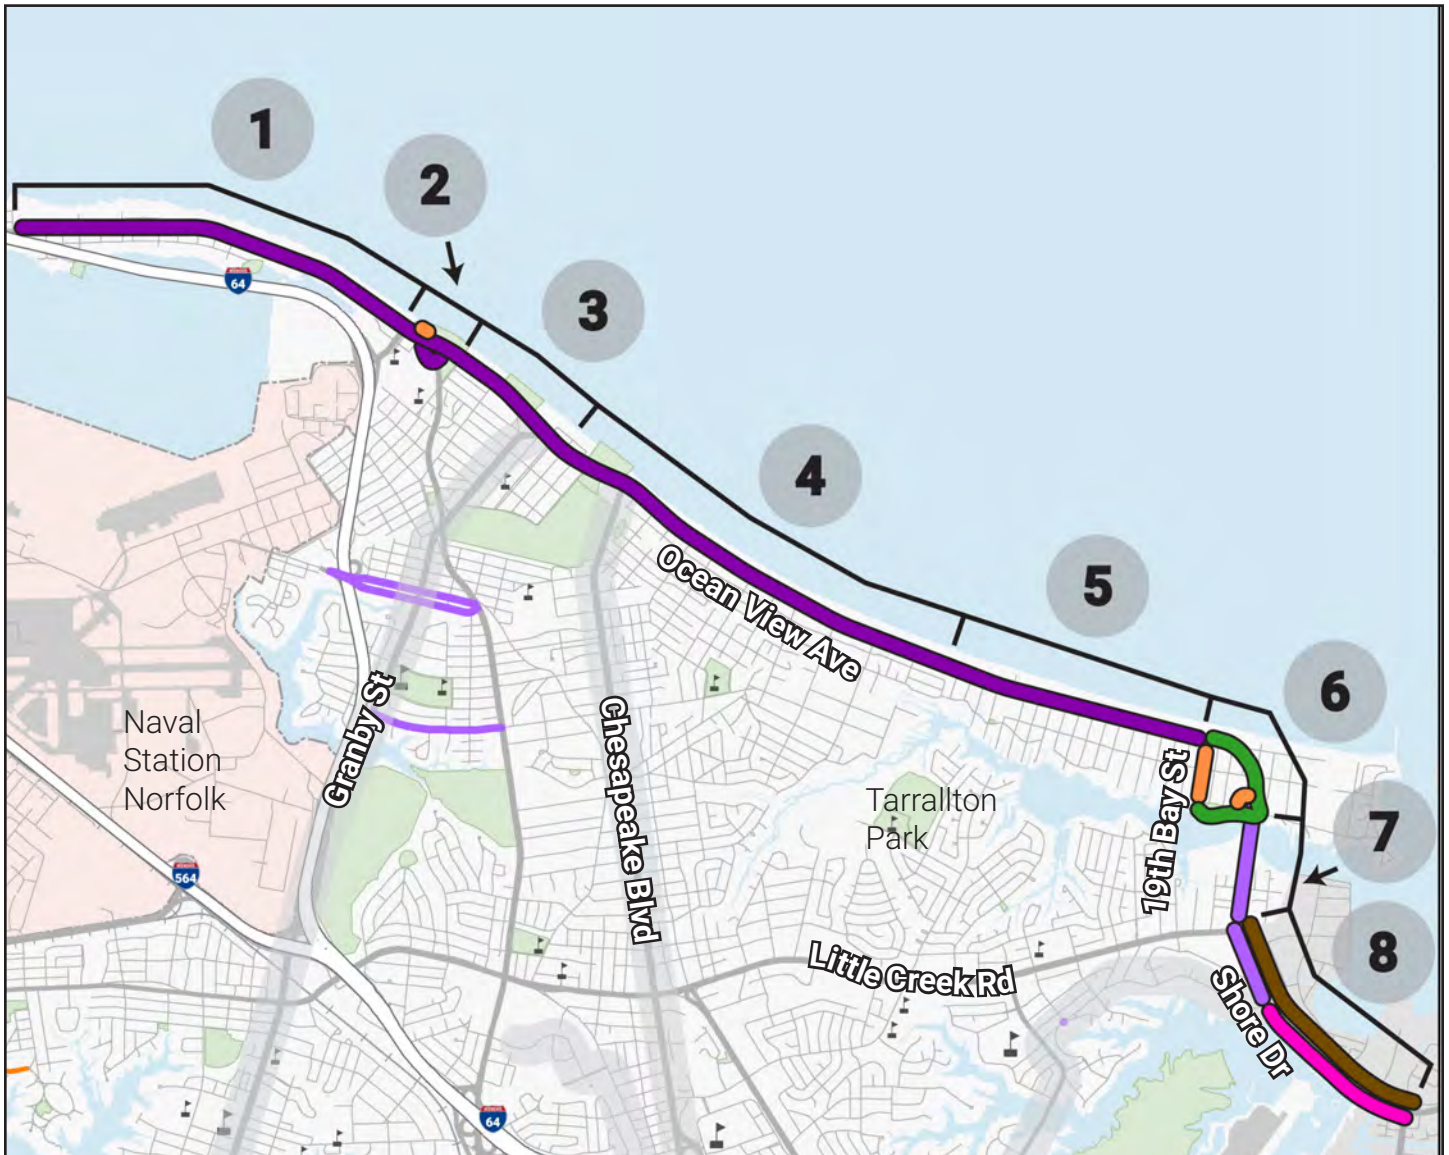 1
2
3
4
5
6
7
8
64
Ocean View Ave
Naval
Station
Norfolk
Granby St
Chesapeake Blvd
Tarrallton
Park
19th Bay St
564
Little Creek Rd
Shore Dr
64